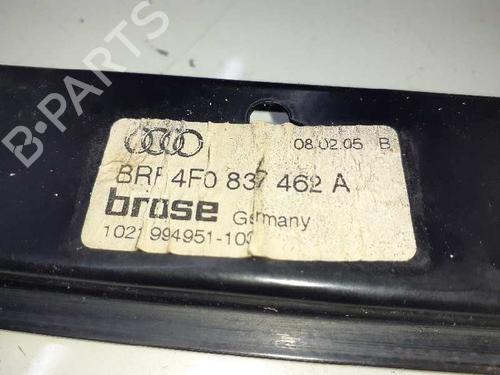 B-PARTS
08.02.05 B
BRF 4F0 837 462 A
brose Germany
1021 994951-103